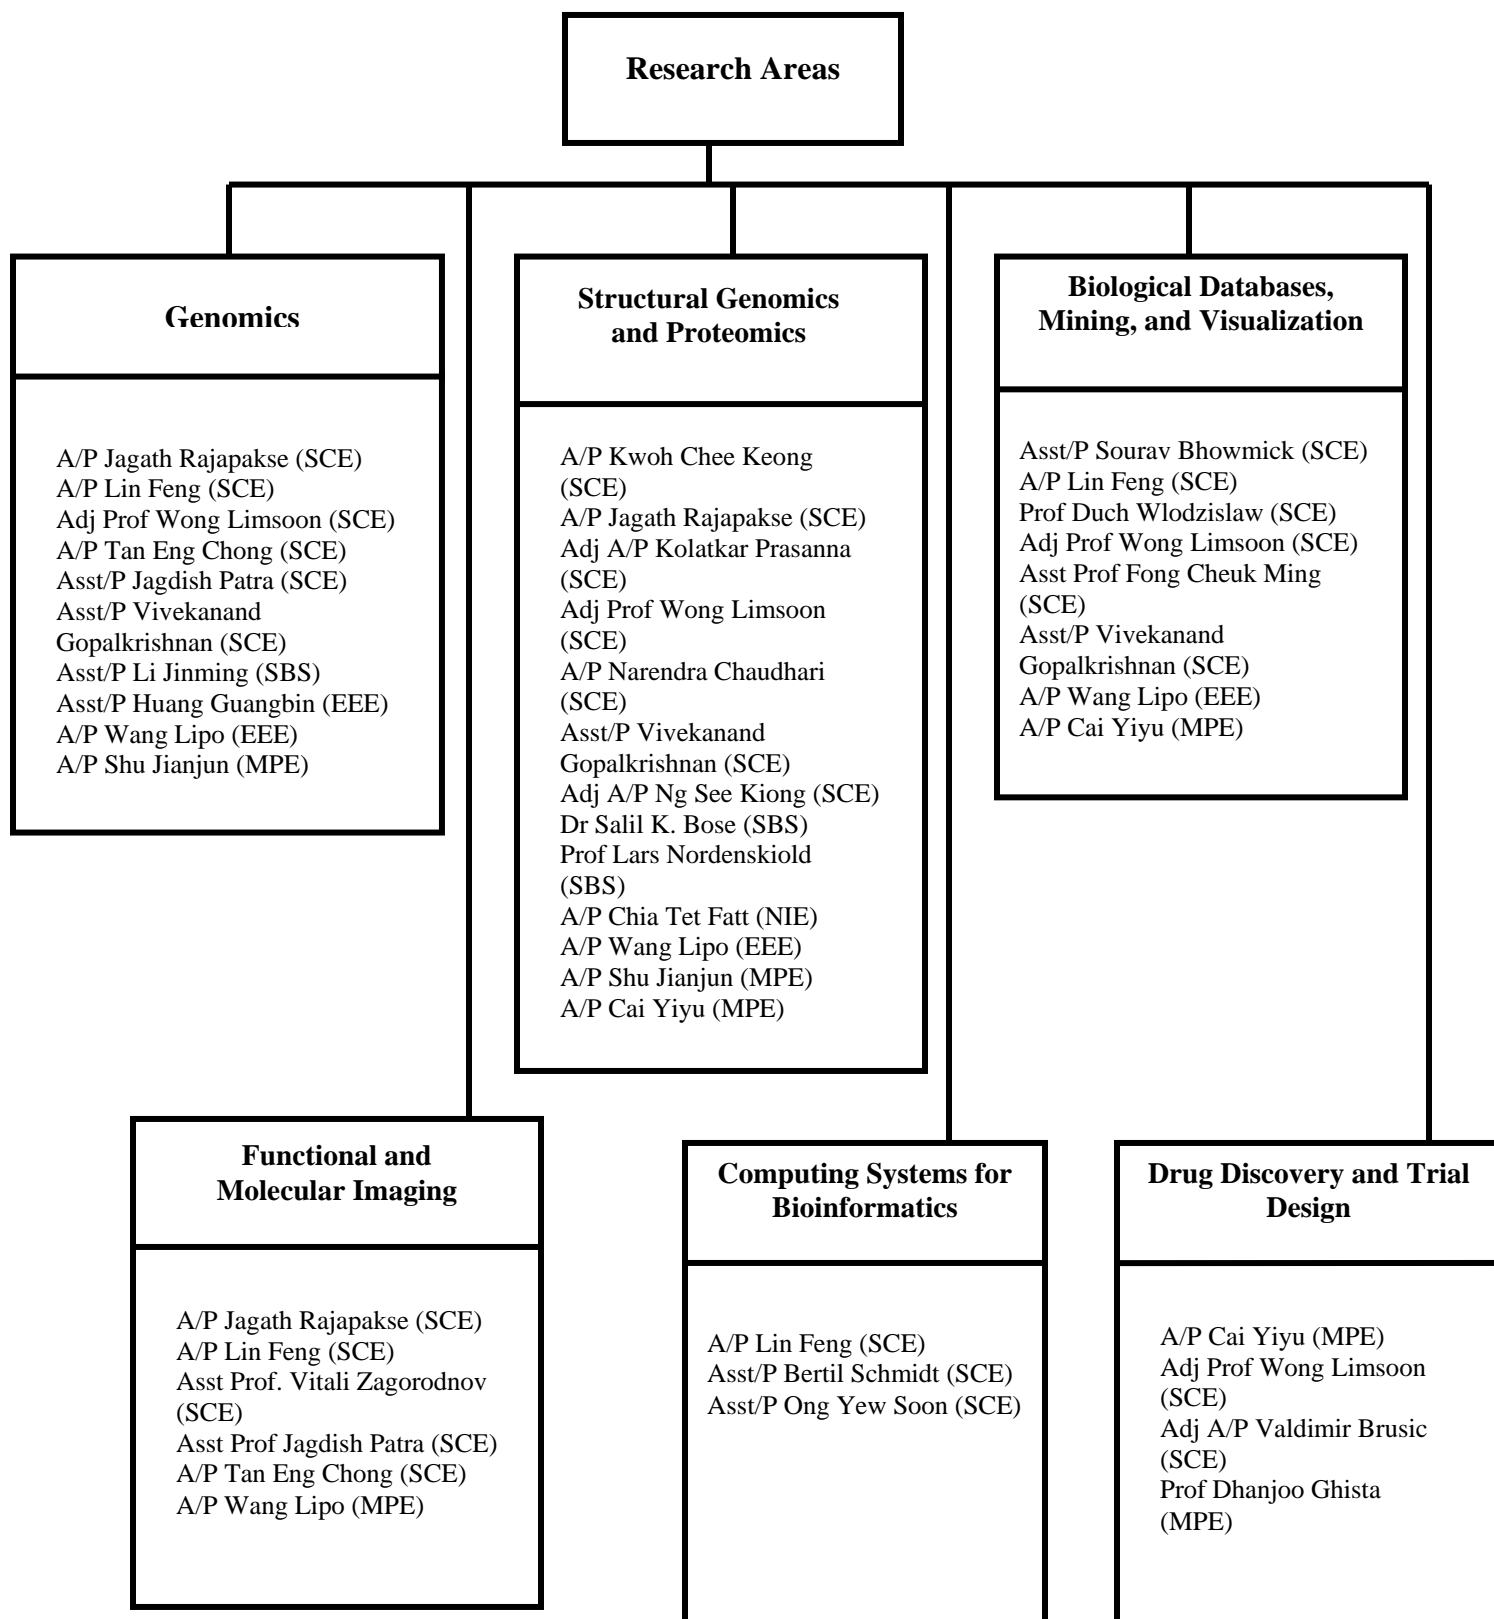 Research Areas
Genomics
A/P Jagath Rajapakse (SCE)
A/P Lin Feng (SCE)
Adj Prof Wong Limsoon (SCE)
A/P Tan Eng Chong (SCE)
Asst/P Jagdish Patra (SCE)
Asst/P Vivekanand
Gopalkrishnan (SCE)
Asst/P Li Jinming (SBS)
Asst/P Huang Guangbin (EEE)
A/P Wang Lipo (EEE)
A/P Shu Jianjun (MPE)
Structural Genomics
and Proteomics
A/P Kwoh Chee Keong
(SCE)
A/P Jagath Rajapakse (SCE)
Adj A/P Kolatkar Prasanna
(SCE)
Adj Prof Wong Limsoon
(SCE)
A/P Narendra Chaudhari
(SCE)
Asst/P Vivekanand
Gopalkrishnan (SCE)
Adj A/P Ng See Kiong (SCE)
Dr Salil K. Bose (SBS)
Prof Lars Nordenskiold
(SBS)
A/P Chia Tet Fatt (NIE)
A/P Wang Lipo (EEE)
A/P Shu Jianjun (MPE)
A/P Cai Yiyu (MPE)
Biological Databases,
Mining, and Visualization
Asst/P Sourav Bhowmick (SCE)
A/P Lin Feng (SCE)
Prof Duch Wlodzislaw (SCE)
Adj Prof Wong Limsoon (SCE)
Asst Prof Fong Cheuk Ming
(SCE)
Asst/P Vivekanand
Gopalkrishnan (SCE)
A/P Wang Lipo (EEE)
A/P Cai Yiyu (MPE)
Functional and
Molecular Imaging
A/P Jagath Rajapakse (SCE)
A/P Lin Feng (SCE)
Asst Prof. Vitali Zagorodnov
(SCE)
Asst Prof Jagdish Patra (SCE)
A/P Tan Eng Chong (SCE)
A/P Wang Lipo (MPE)
Computing Systems for
Bioinformatics
A/P Lin Feng (SCE)
Asst/P Bertil Schmidt (SCE)
Asst/P Ong Yew Soon (SCE)
Drug Discovery and Trial
Design
A/P Cai Yiyu (MPE)
Adj Prof Wong Limsoon
(SCE)
Adj A/P Valdimir Brusic
(SCE)
Prof Dhanjoo Ghista
(MPE)